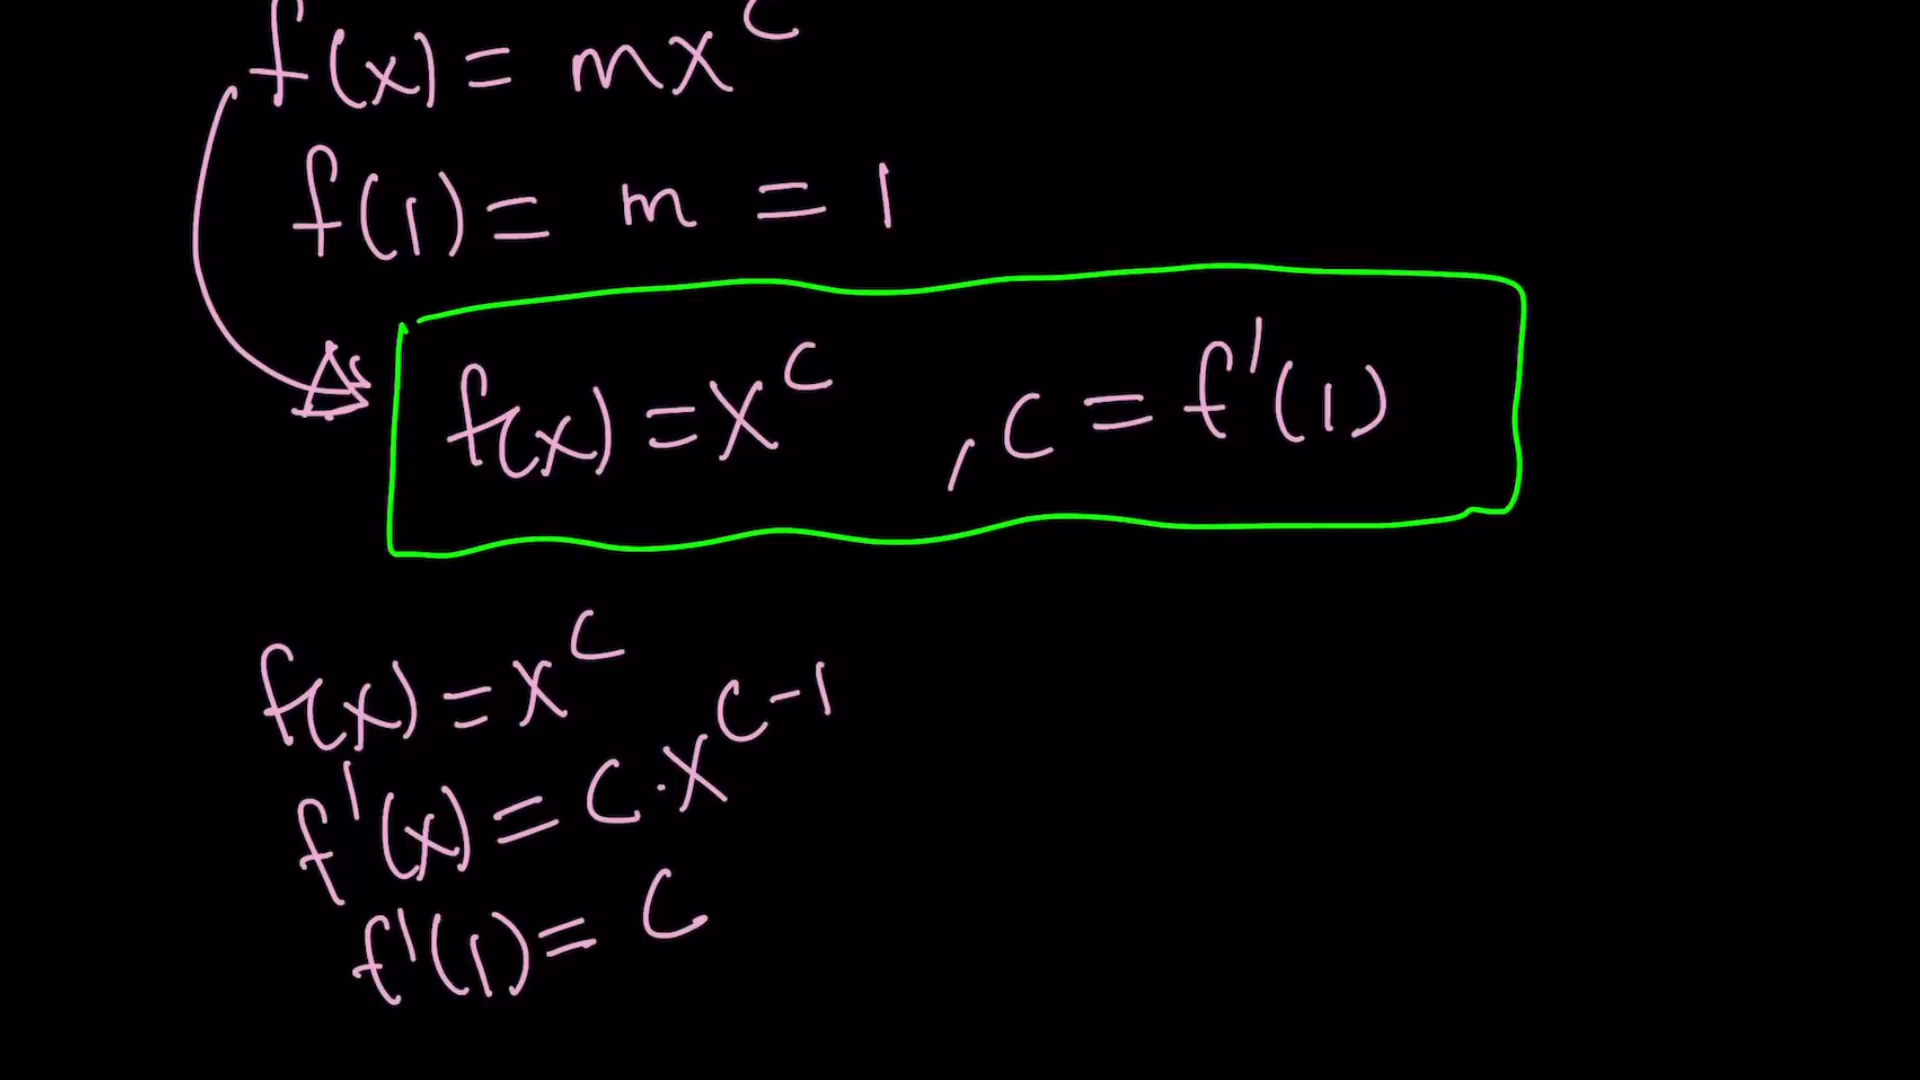 f(x) = mx^c
f(1) = m = 1
f(x) = x^c , c = f'(1)
f(x) = x^c
f'(x) = c·x^{c-1}
f'(1) = c